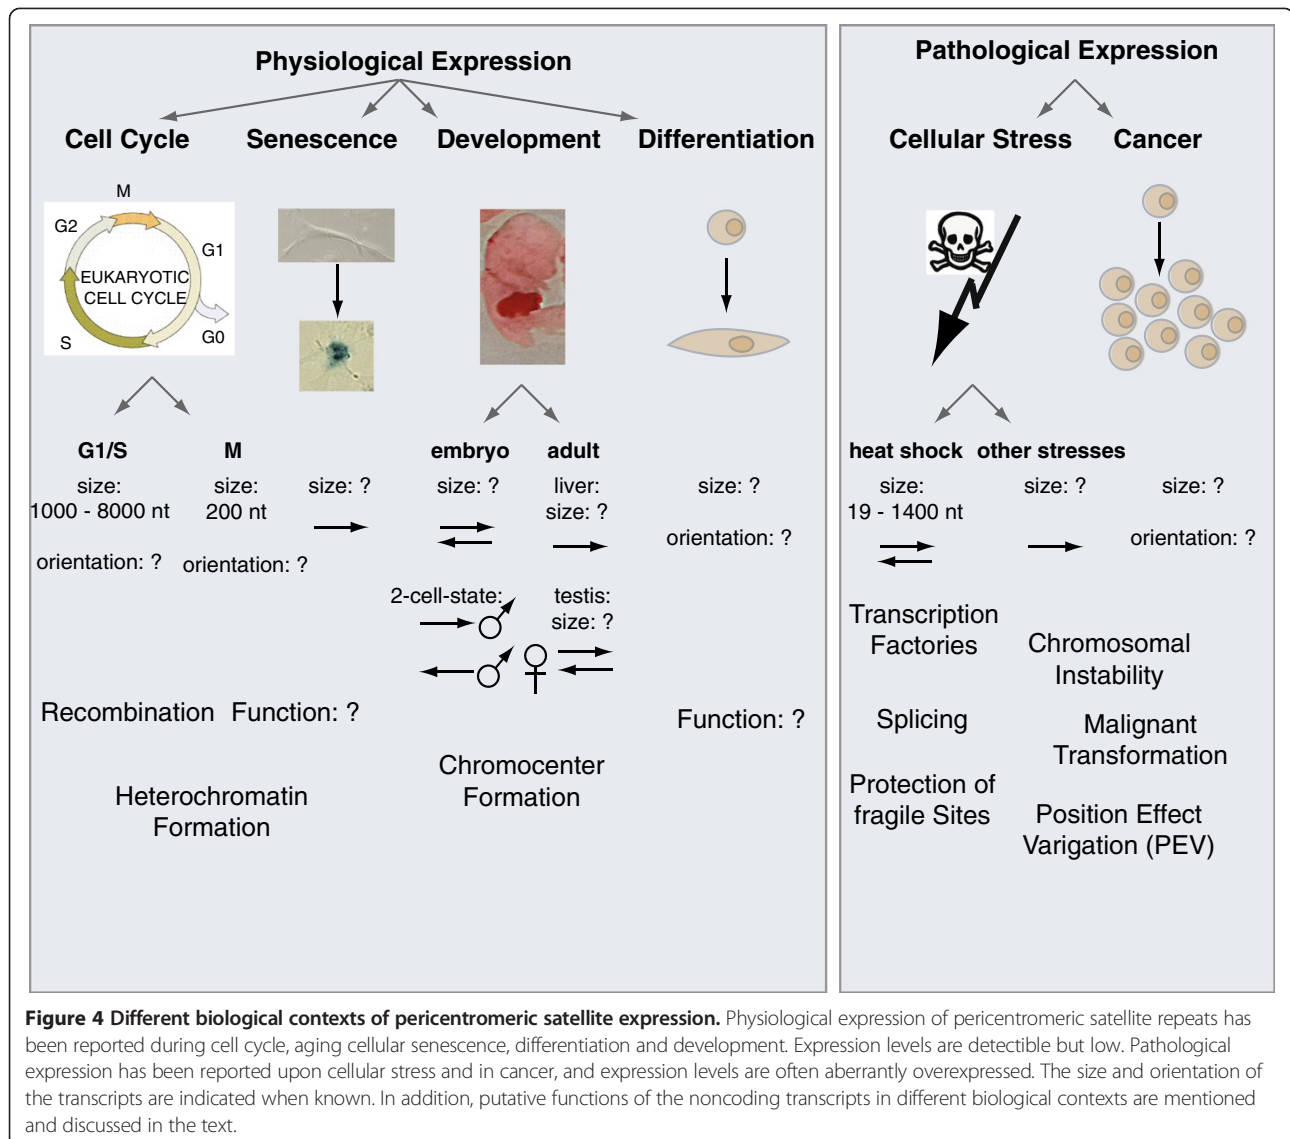 Physiological Expression
Cell Cycle
Senescence
Development
Differentiation
M
G2
G1
EUKARYOTIC
CELL CYCLE
S
G0
G1/S
M
embryo
adult
size:
1000 - 8000 nt
size:
200 nt
size: ?
size: ?
liver:
size: ?
size: ?
orientation: ?
orientation: ?
orientation: ?
2-cell-state:
testis:
size: ?
Recombination
Function: ?
Function: ?
Chromocenter
Formation
Heterochromatin
Formation
Pathological Expression
Cellular Stress
Cancer
heat shock
other stresses
size:
19 - 1400 nt
size: ?
size: ?
orientation: ?
Transcription
Factories
Chromosomal
Instability
Splicing
Malignant
Transformation
Protection of
fragile Sites
Position Effect
Varigation (PEV)
Figure 4 Different biological contexts of pericentromeric satellite expression. Physiological expression of pericentromeric satellite repeats has
been reported during cell cycle, aging cellular senescence, differentiation and development. Expression levels are detectible but low. Pathological
expression has been reported upon cellular stress and in cancer, and expression levels are often aberrantly overexpressed. The size and orientation of
the transcripts are indicated when known. In addition, putative functions of the noncoding transcripts in different biological contexts are mentioned
and discussed in the text.